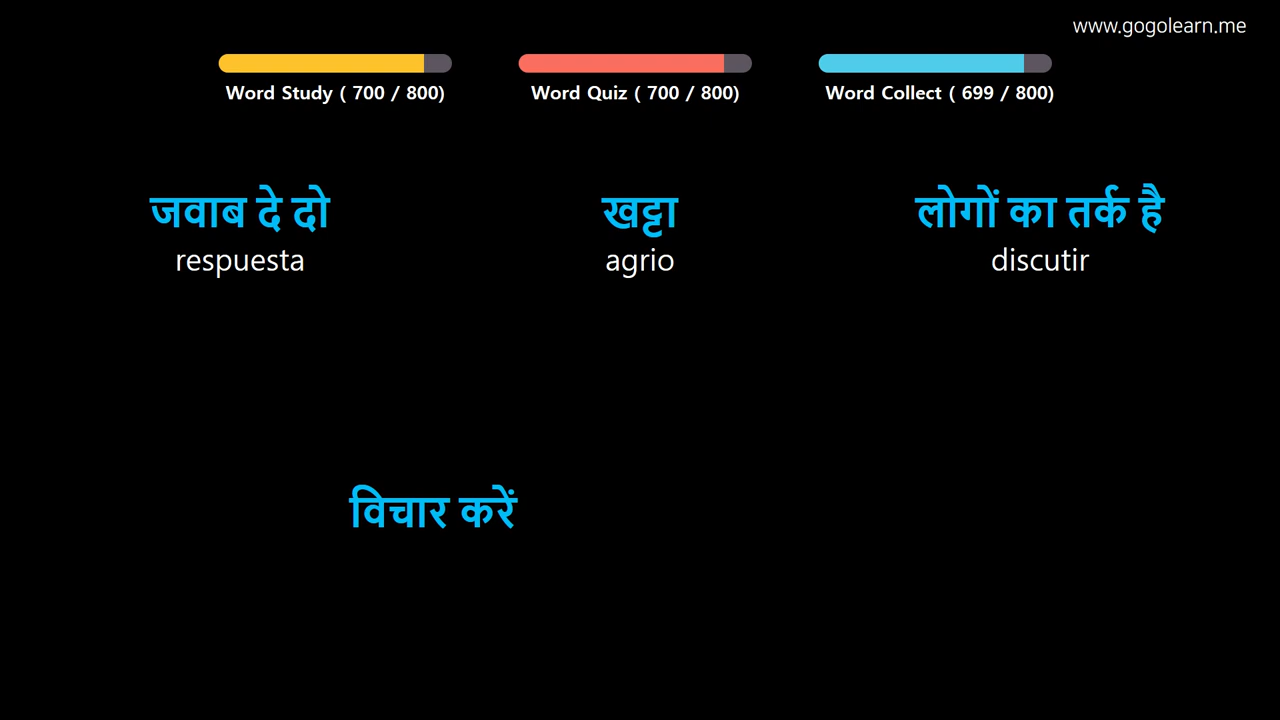 www.gogolearn.me
Word Study ( 700 / 800)
Word Quiz ( 700 / 800)
Word Collect ( 699 / 800)
जवाब दे दो
respuesta
खट्टा
agrio
लोगों का तर्क है
discutir
विचार करें